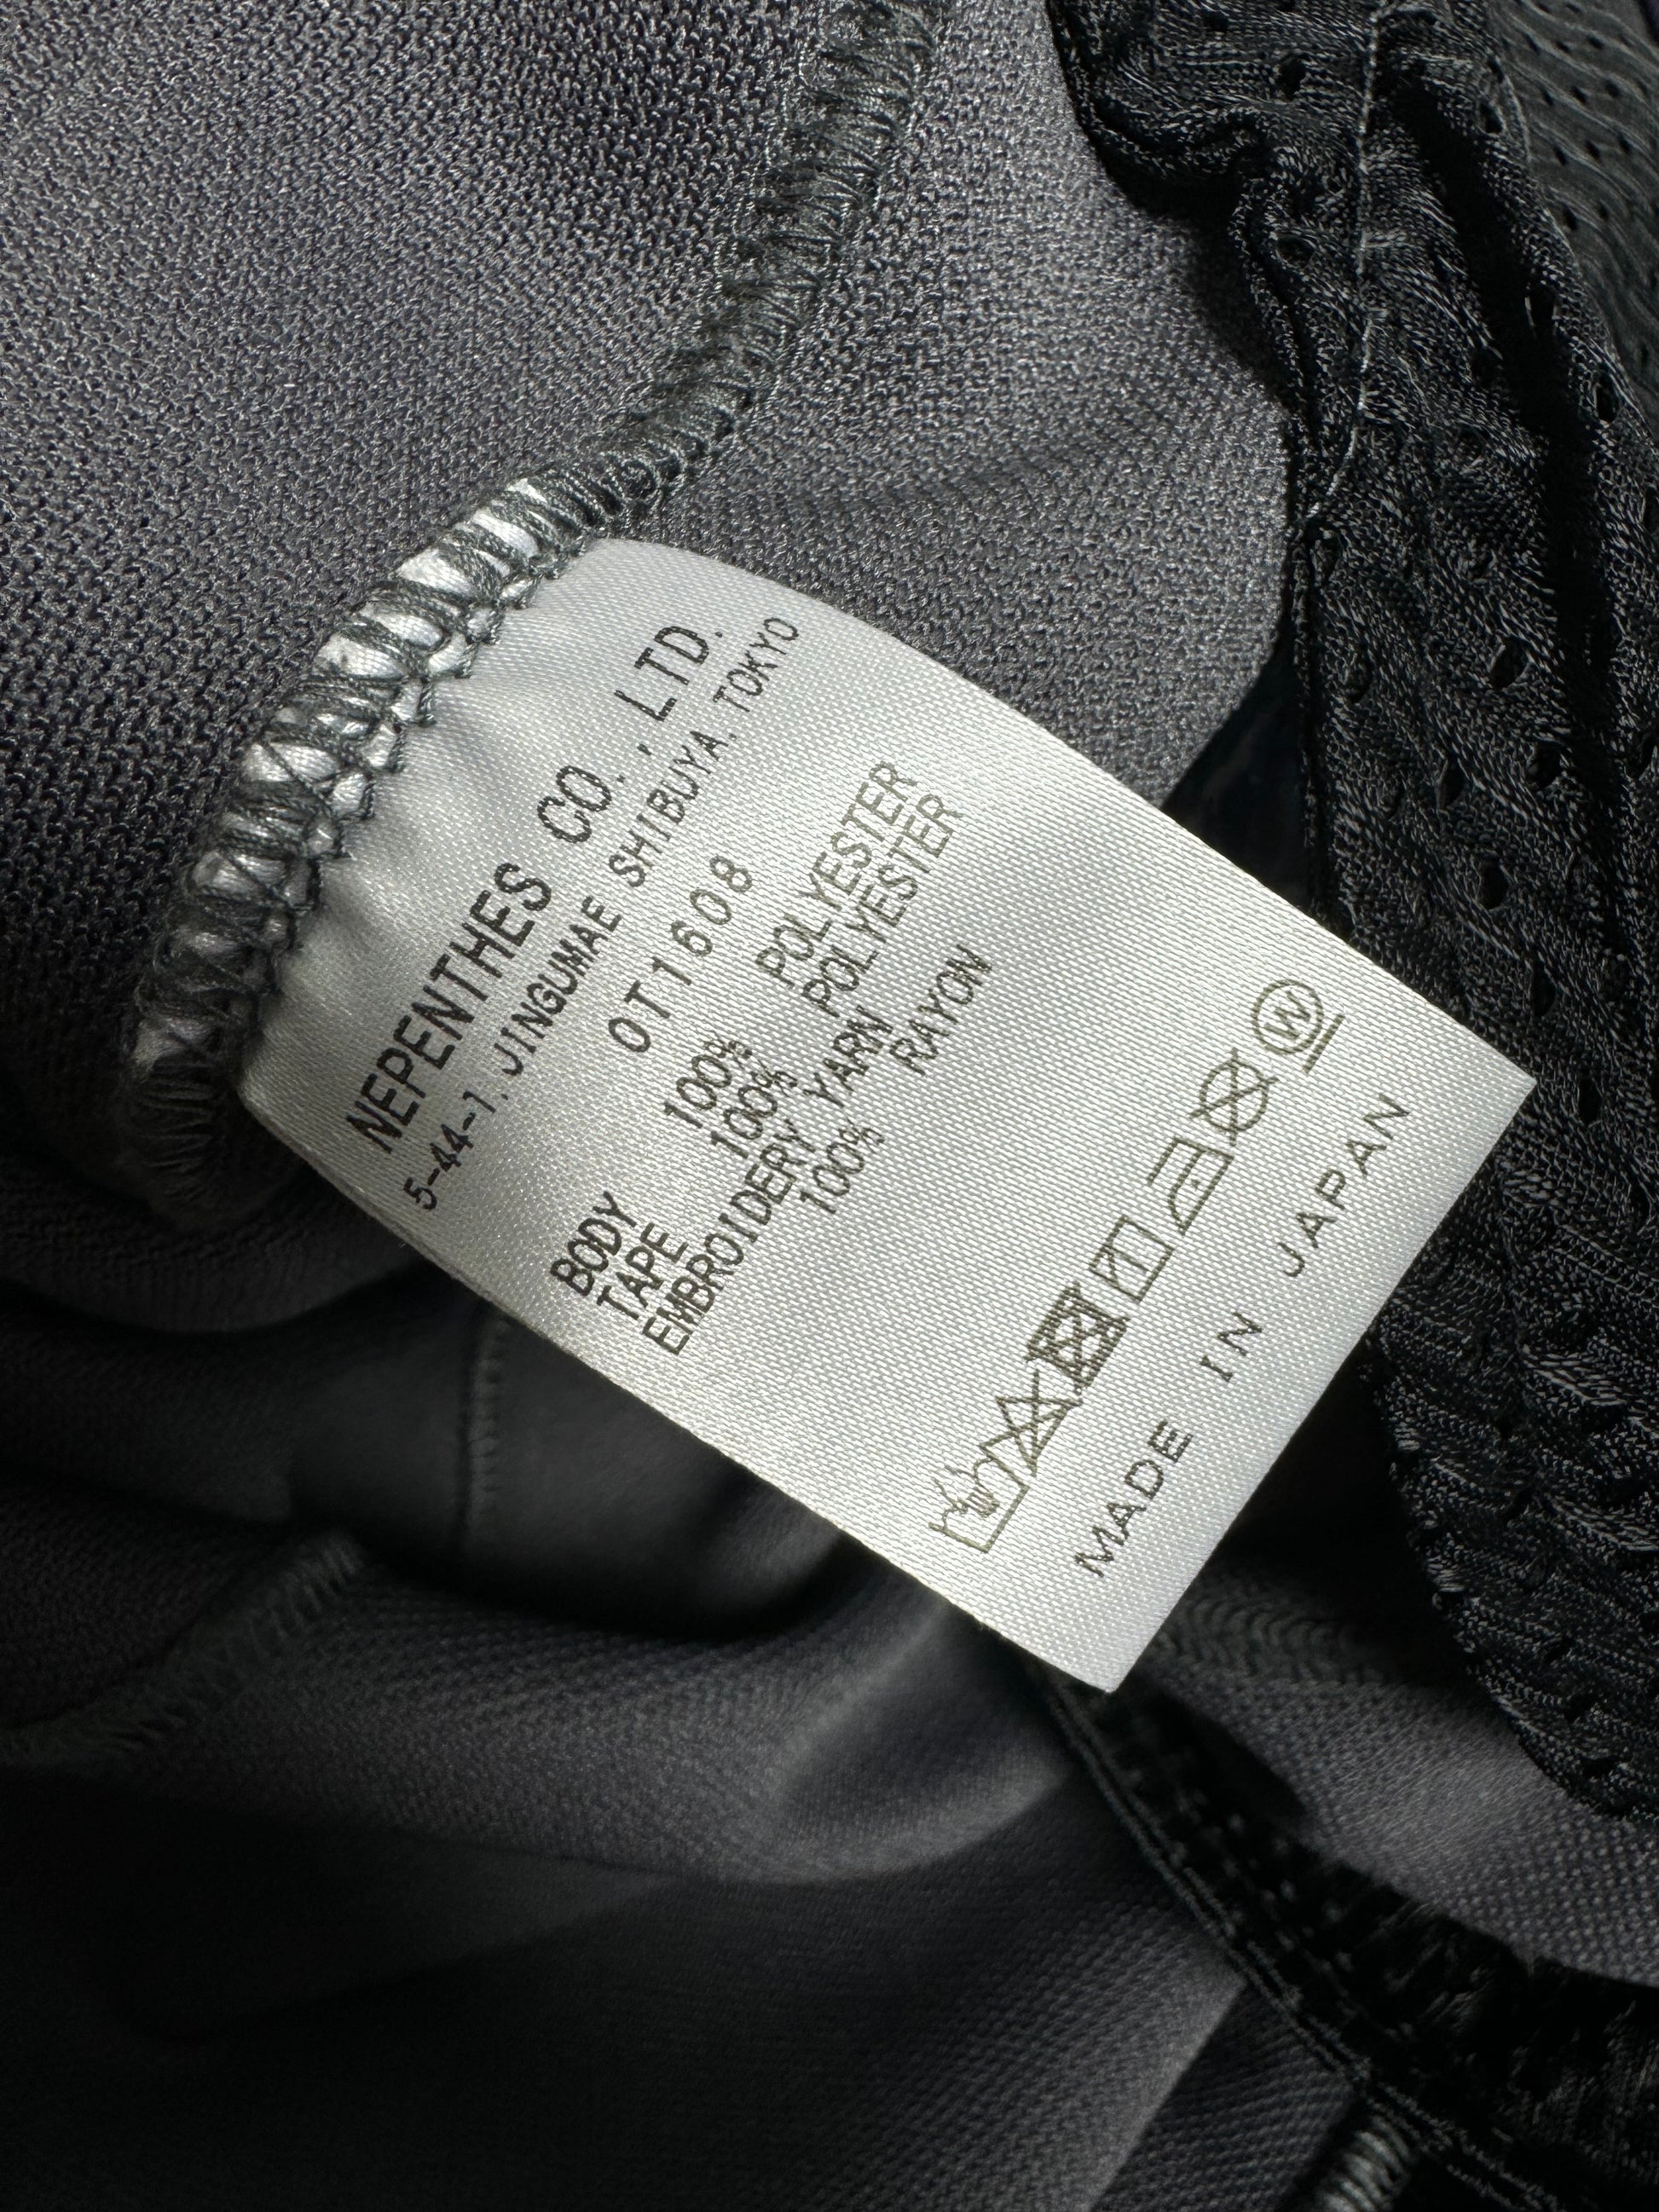 NEPENTHES CO.,LTD.
5-44-1, JINGUMAE SHIBUYA, TOKYO
OT1608
BODY 100% POLYESTER
TAPE 100% POLYESTER
EMBROIDERY YARN
100% RAYON
W
MADE IN JAPAN